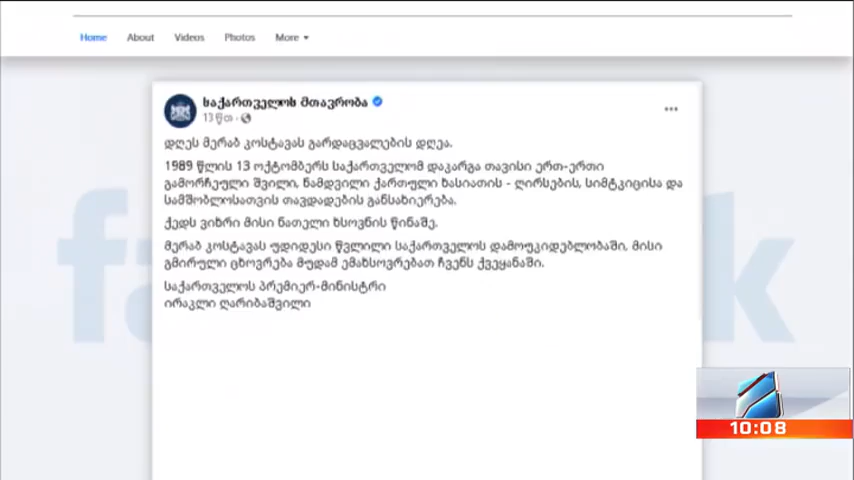 Home About Videos Photos More
საქართველოს მთავრობა
13 წთ ·
დღეს მერაბ კოსტავას გარდაცვალების დღეა.
1989 წლის 13 ოქტომბერს საქართველომ დაკარგა თავისი ერთ-ერთი
გამორჩეული შვილი, ნამდვილი ქართული ხასიათის - ღირსების, სიმტკიცისა და
სამშობლოსათვის თავდადების განსახიერება.
ქედს ვიხრი მისი ნათელი ხსოვნის წინაშე.
მერაბ კოსტავას უდიდესი წვლილი საქართველოს დამოუკიდებლობაში, მისი
გმირული ცხოვრება მუდამ ემახსოვრებათ ჩვენს ქვეყანაში.
საქართველოს პრემიერ-მინისტრი
ირაკლი ღარიბაშვილი
fa k
10:08